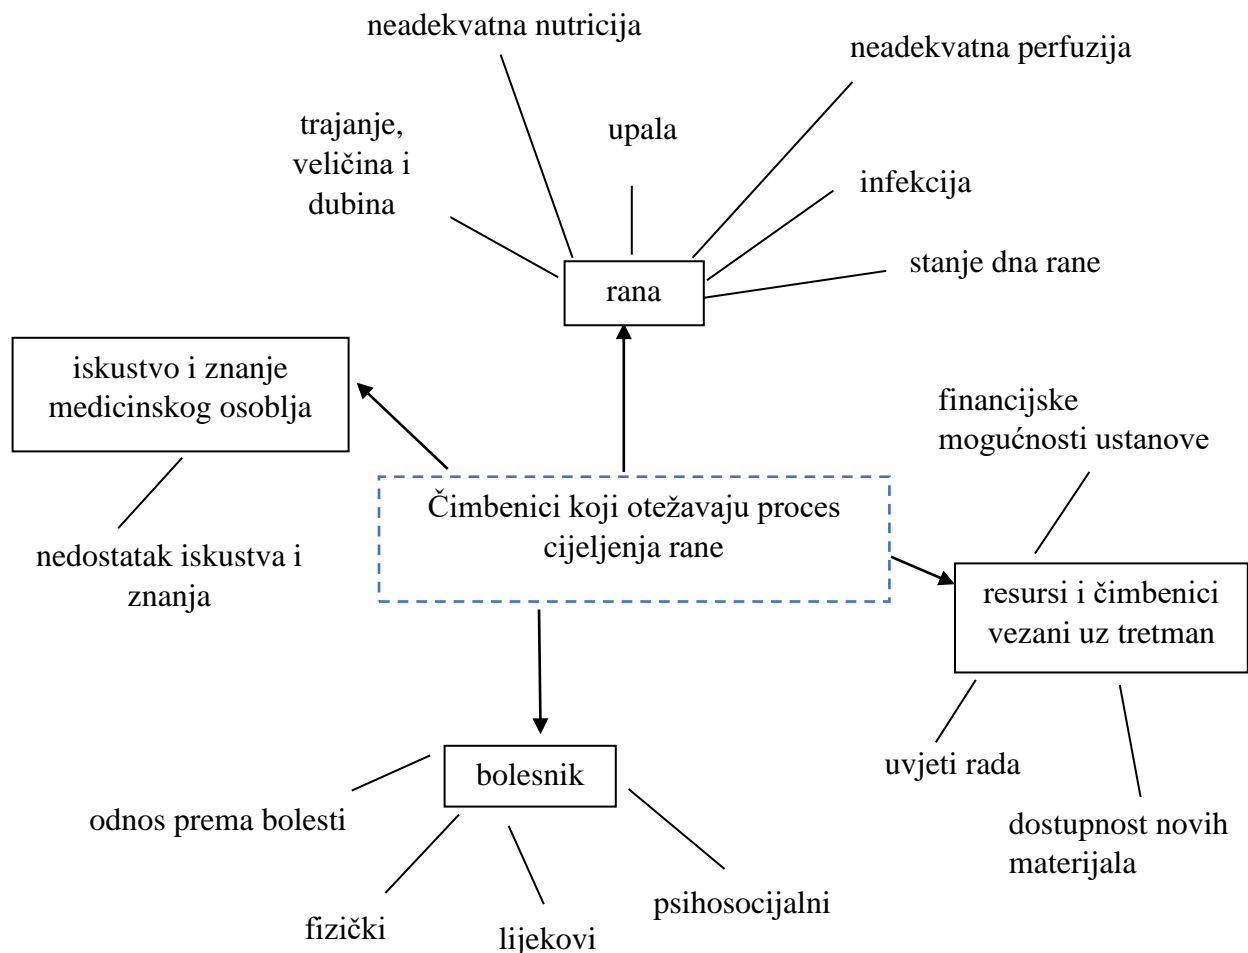 neadekvatna nutricija
neadekvatna perfuzija
trajanje,
veličina i
dubina
upala
infekcija
stanje dna rane
rana
iskustvo i znanje
medicinskog osoblja
financijske
mogućnosti ustanove
Čimbenici koji otežavaju proces
cijeljenja rane
nedostatak iskustva i
znanja
resursi i čimbenici
vezani uz tretman
bolesnik
uvjeti rada
odnos prema bolesti
dostupnost novih
materijala
psihosocijalni
fizički
lijekovi